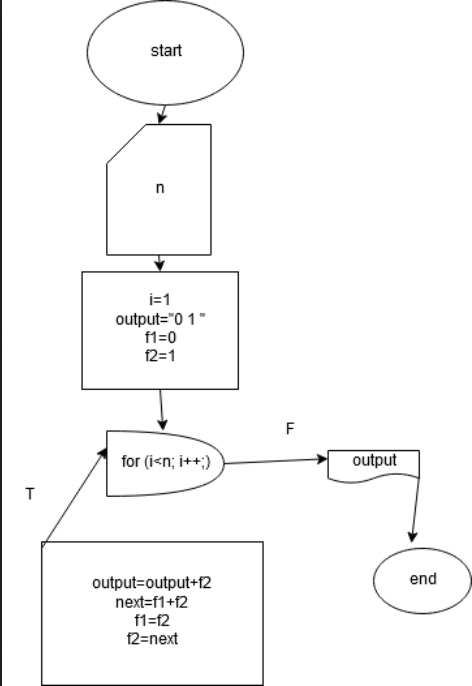 start
n
i=1
output="0 1 "
f1=0
f2=1
for (i<n; i++;)
F
output
T
end
output=output+f2
next=f1+f2
f1=f2
f2=next